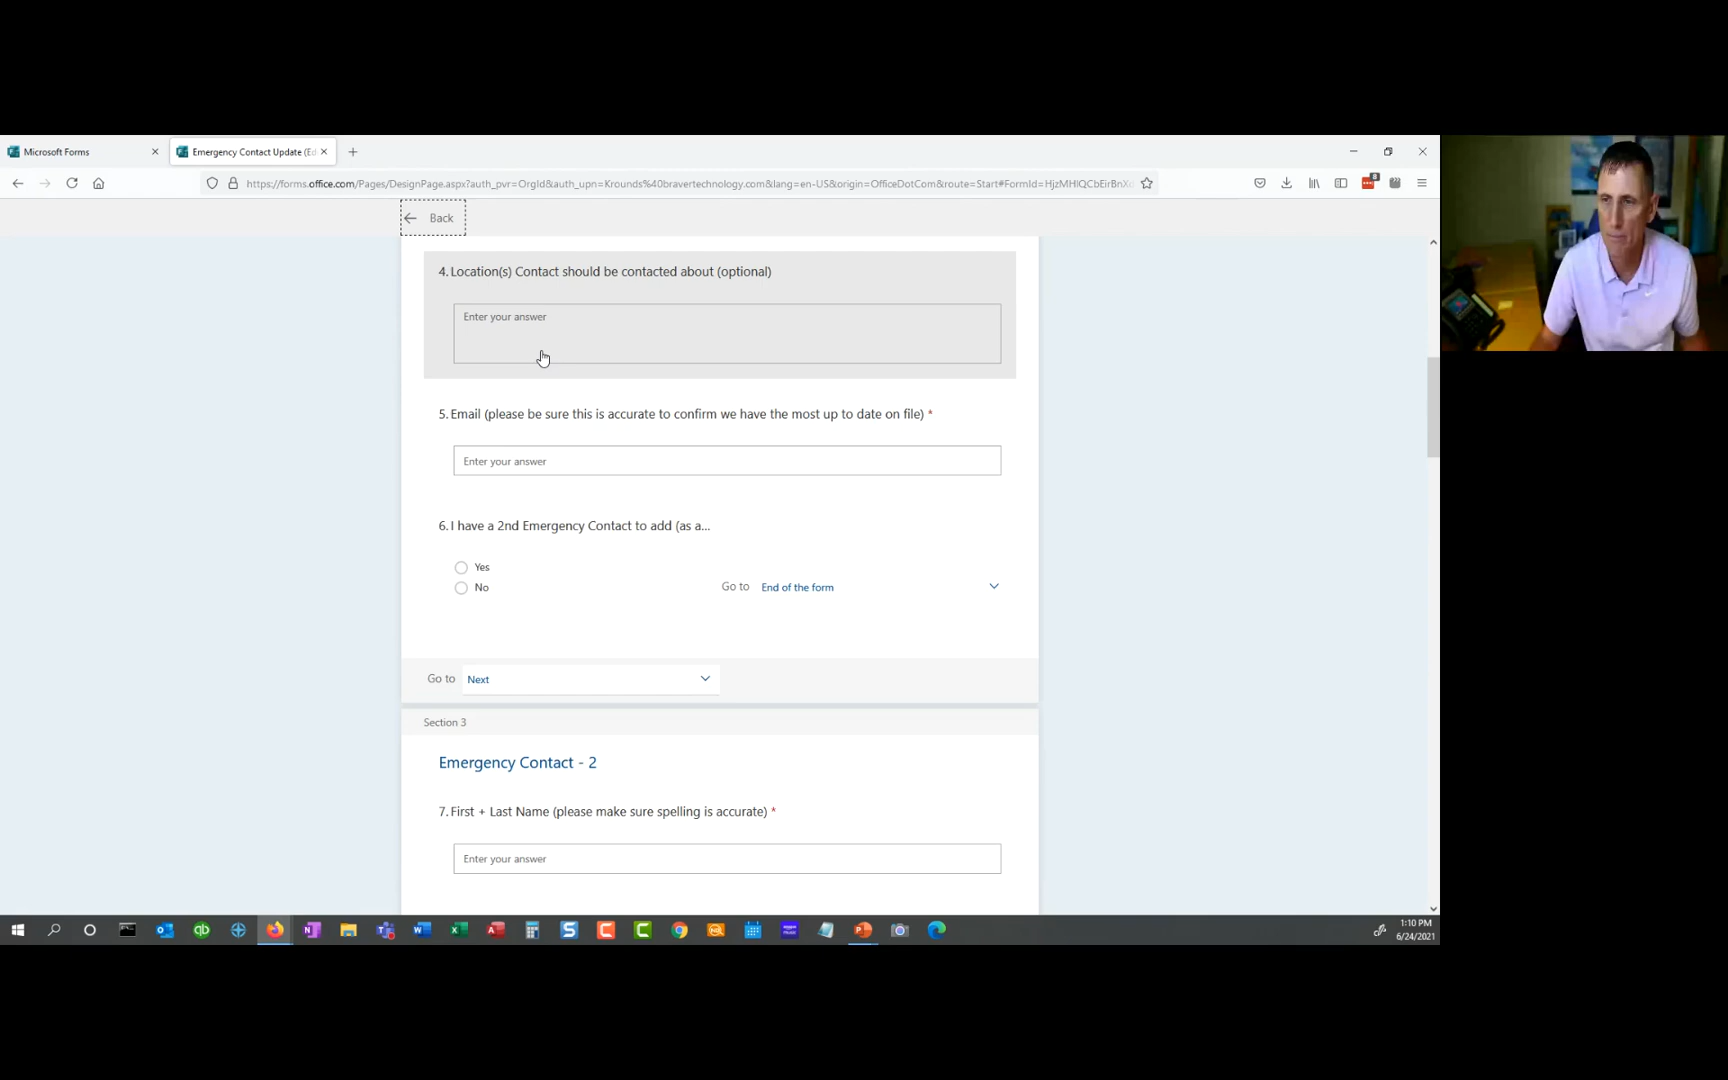 Microsoft Forms
Emergency Contact Update (Ed
https://forms.office.com/Pages/DesignPage.aspx?auth_pvr=OrgId&auth_upn=Krounds%40bravertechnology.com&lang=en-US&origin=OfficeDotCom&route=Start#FormId=HjzMHlQCbEirBnXc
8
Back
4. Location(s) Contact should be contacted about (optional)
Enter your answer
5. Email (please be sure this is accurate to confirm we have the most up to date on file) *
Enter your answer
6. I have a 2nd Emergency Contact to add (as a...
Yes
No Go to End of the form
Go to Next
Section 3
Emergency Contact - 2
7. First + Last Name (please make sure spelling is accurate) *
Enter your answer
1:10 PM
6/24/2021